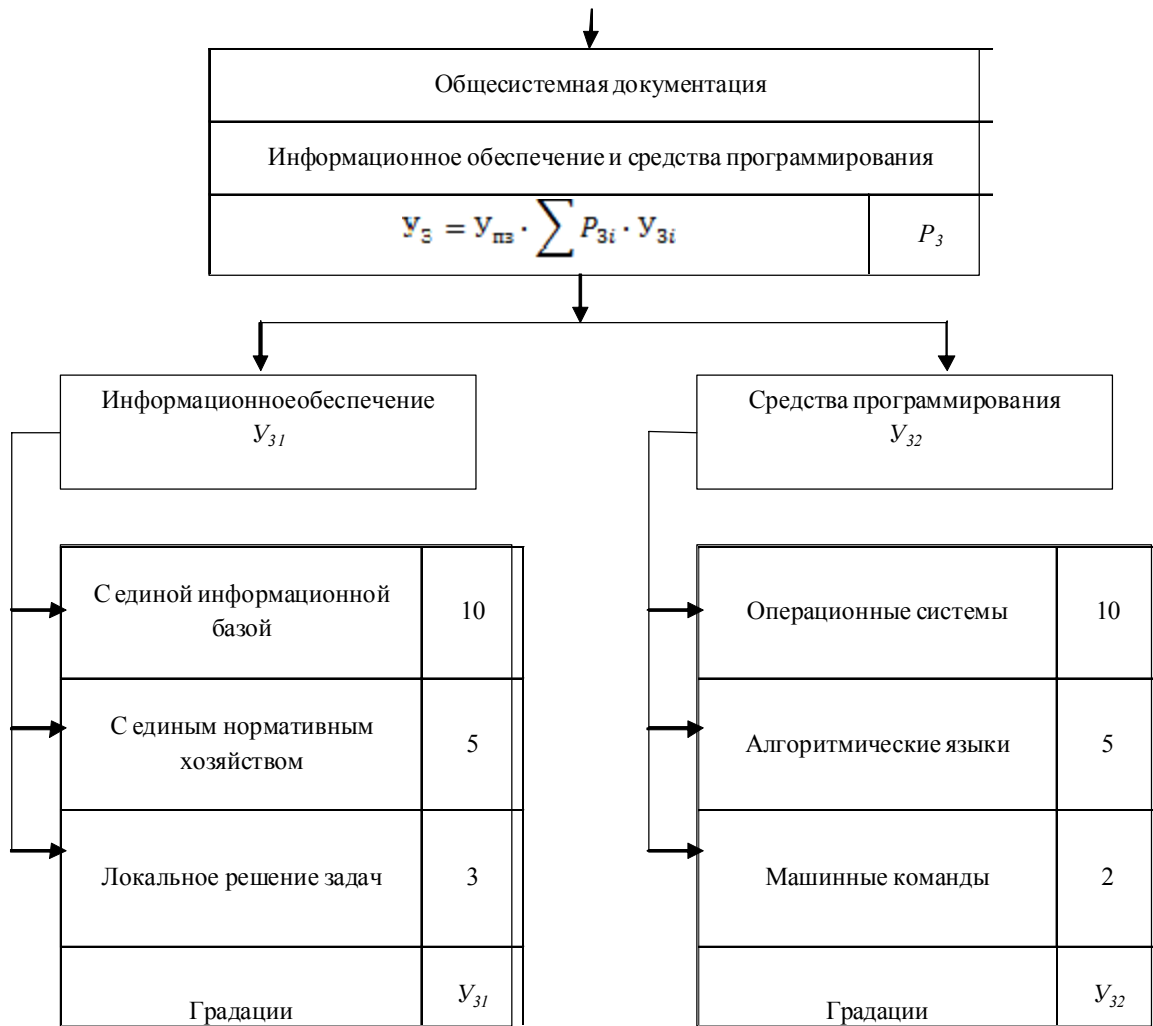 Общесистемная документация
Информационное обеспечение и средства программирования
У₃ = Упз · ∑ P₃ᵢ · У₃ᵢ
P₃
Информационноеобеспечение
У₃₁
Средства программирования
У₃₂
С единой информационной
базой
10
С единым нормативным
хозяйством
5
Локальное решение задач
3
Градации
У₃₁
Операционные системы
10
Алгоритмические языки
5
Машинные команды
2
Градации
У₃₂